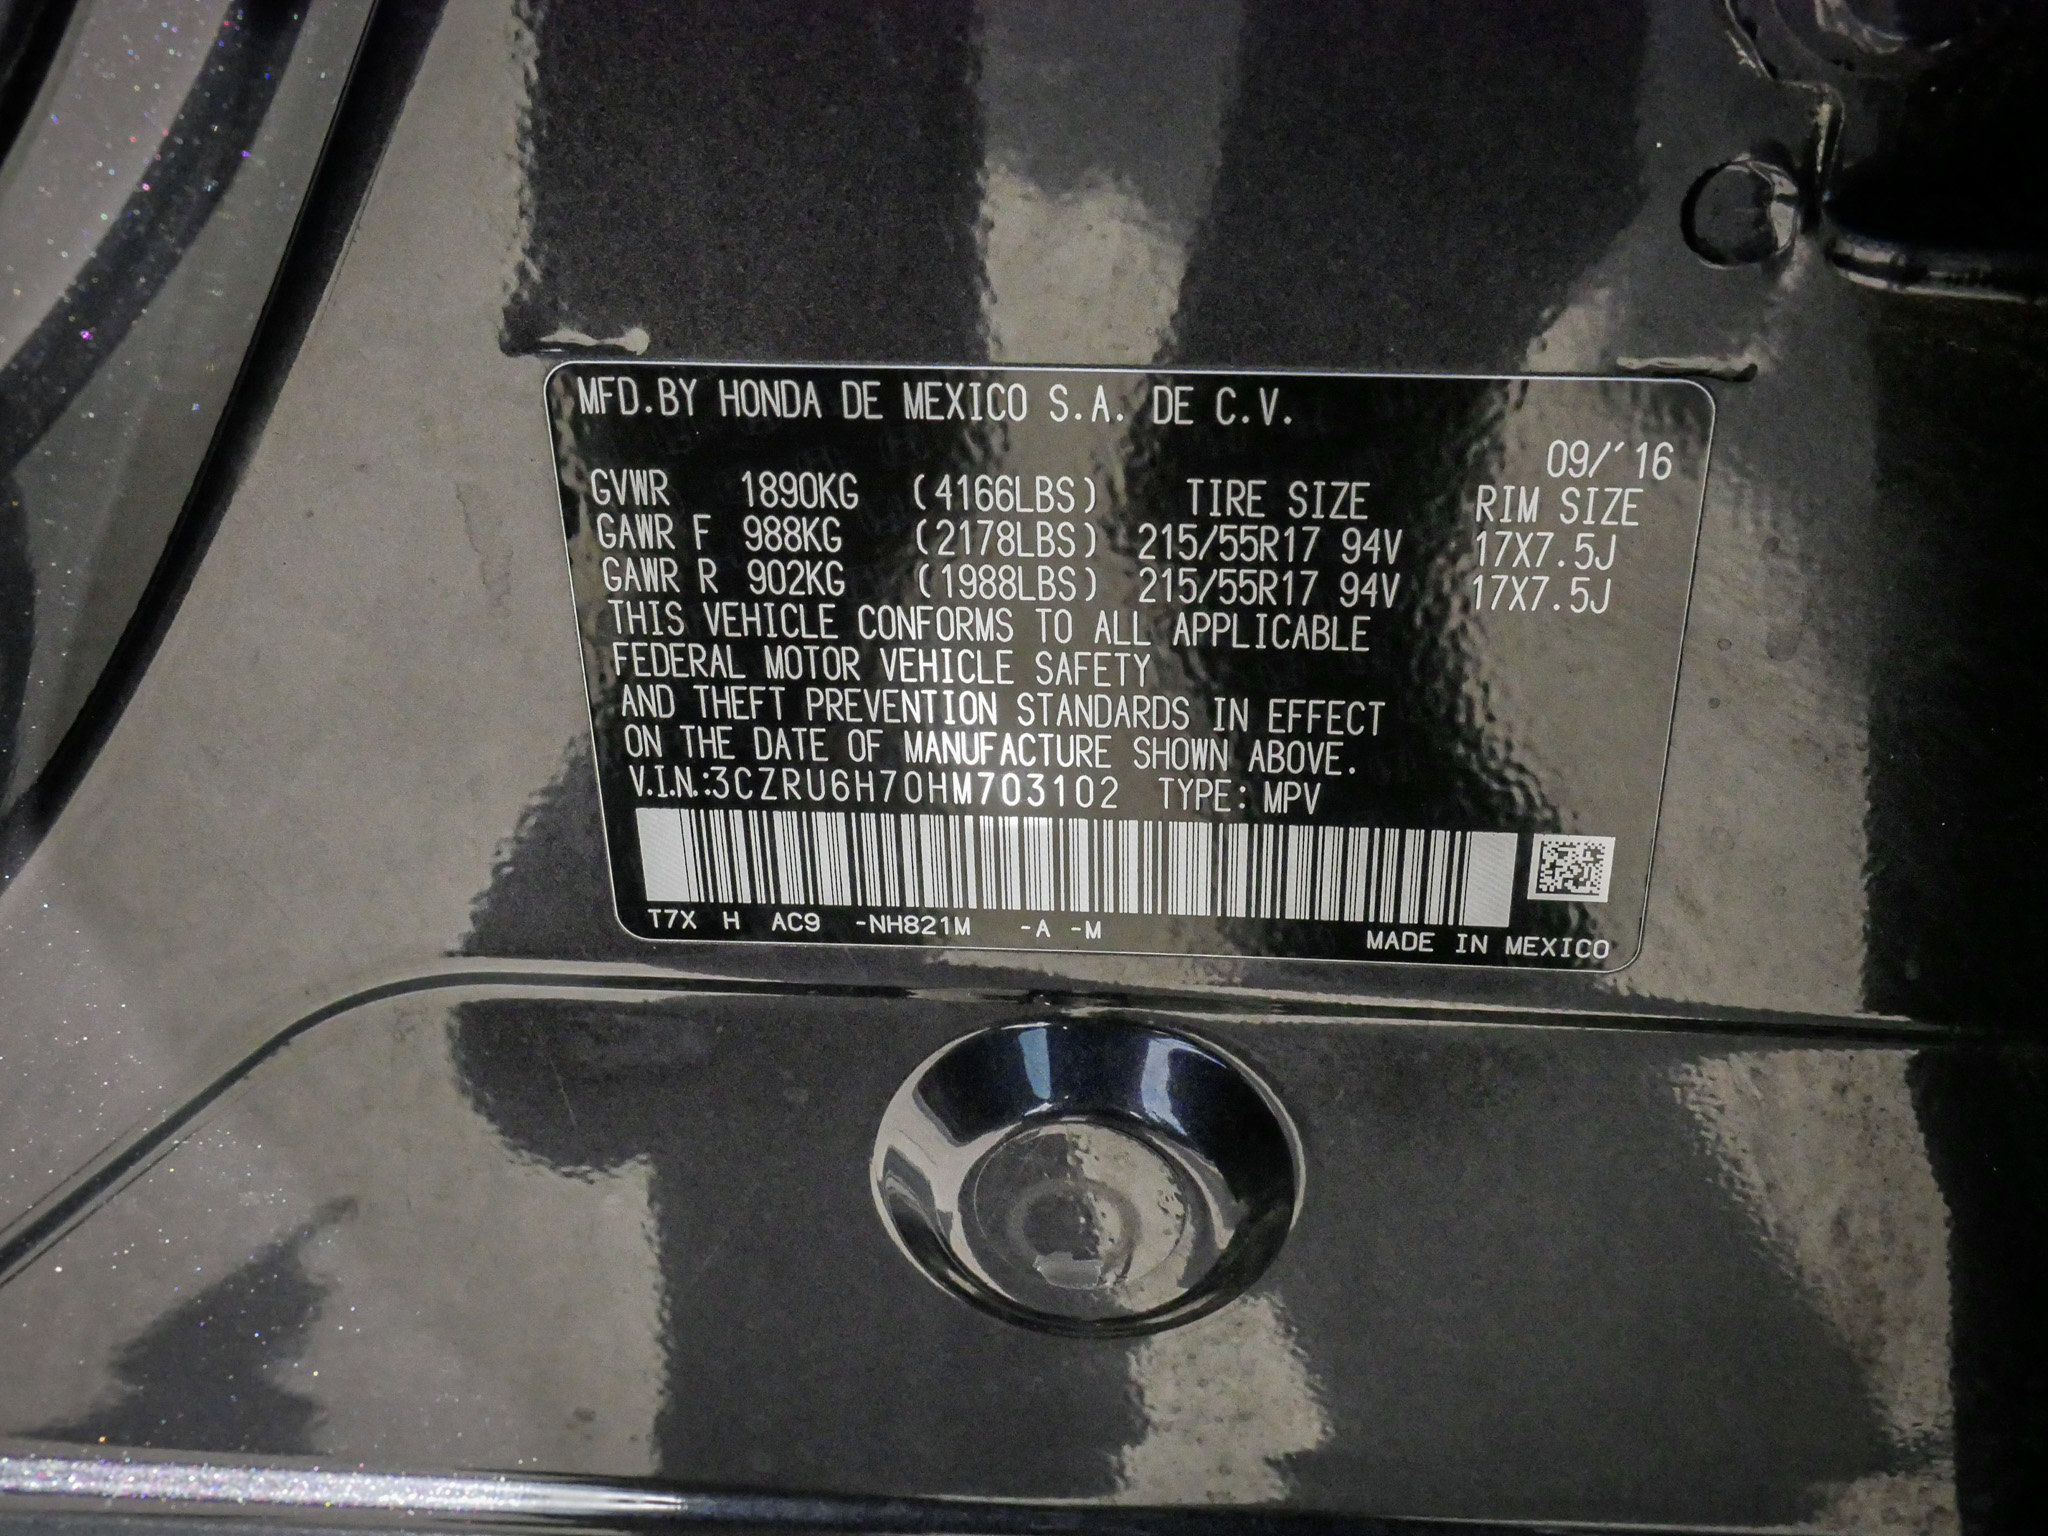 MFD.BY HONDA DE MEXICO S.A. DE C.V.
09/'16
GVWR 1890KG (4166LBS) TIRE SIZE RIM SIZE
GAWR F 988KG (2178LBS) 215/55R17 94V 17X7.5J
GAWR R 902KG (1988LBS) 215/55R17 94V 17X7.5J
THIS VEHICLE CONFORMS TO ALL APPLICABLE
FEDERAL MOTOR VEHICLE SAFETY
AND THEFT PREVENTION STANDARDS IN EFFECT
ON THE DATE OF MANUFACTURE SHOWN ABOVE.
V.I.N.:3CZRU6H70HM703102 TYPE: MPV
T7X H AC9 -NH821M -A -M
MADE IN MEXICO